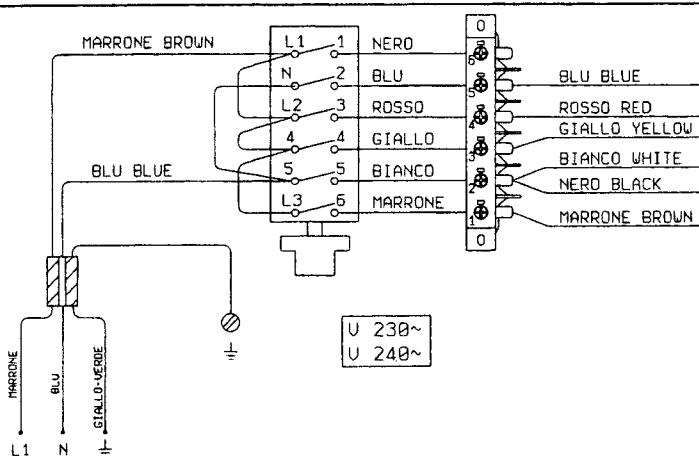 0
MARRONE BROWN
L1 1 NERO
6
N 2 BLU
5
BLU BLUE
L2 3 ROSSO
4
ROSSO RED
4 4 GIALLO
3
GIALLO YELLOW
BLU BLUE
5 5 BIANCO
2
BIANCO WHITE
NERO BLACK
L3 6 MARRONE
1
MARRONE BROWN
0
V 230~
V 240~
MARRONE
BLU
GIALLO-VERDE
L1 N